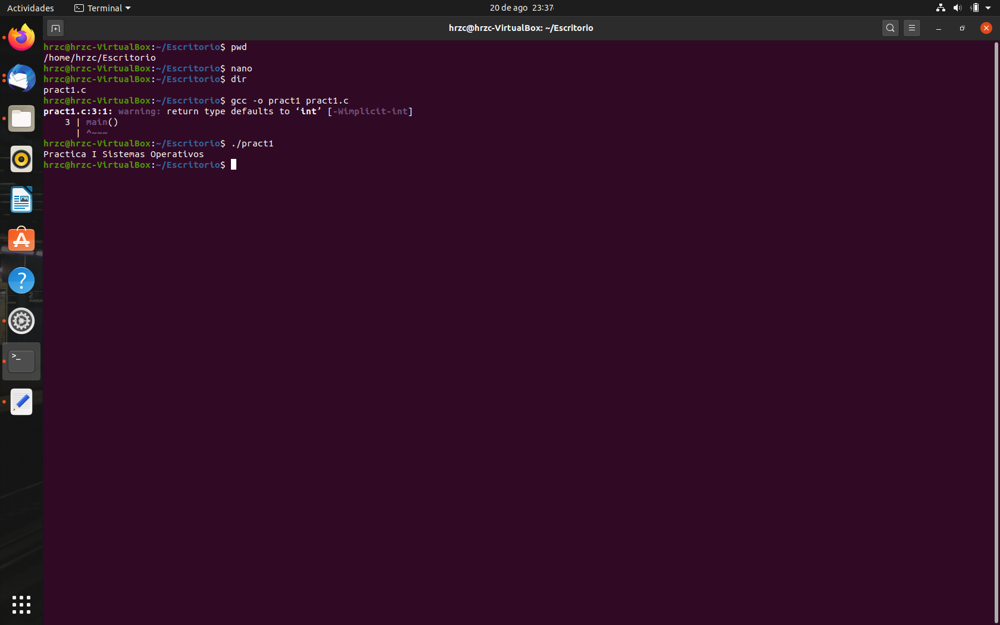 Actividades
Terminal
20 de ago 23:37
hrzc@hrzc-VirtualBox: ~/Escritorio
hrzc@hrzc-VirtualBox:~/Escritorio$ pwd
/home/hrzc/Escritorio
hrzc@hrzc-VirtualBox:~/Escritorio$ nano
hrzc@hrzc-VirtualBox:~/Escritorio$ dir
pract1.c
hrzc@hrzc-VirtualBox:~/Escritorio$ gcc -o pract1 pract1.c
pract1.c:3:1: warning: return type defaults to ‘int’ [-Wimplicit-int]
    3 | main()
      | ^~~~
hrzc@hrzc-VirtualBox:~/Escritorio$ ./pract1
Practica I Sistemas Operativos
hrzc@hrzc-VirtualBox:~/Escritorio$